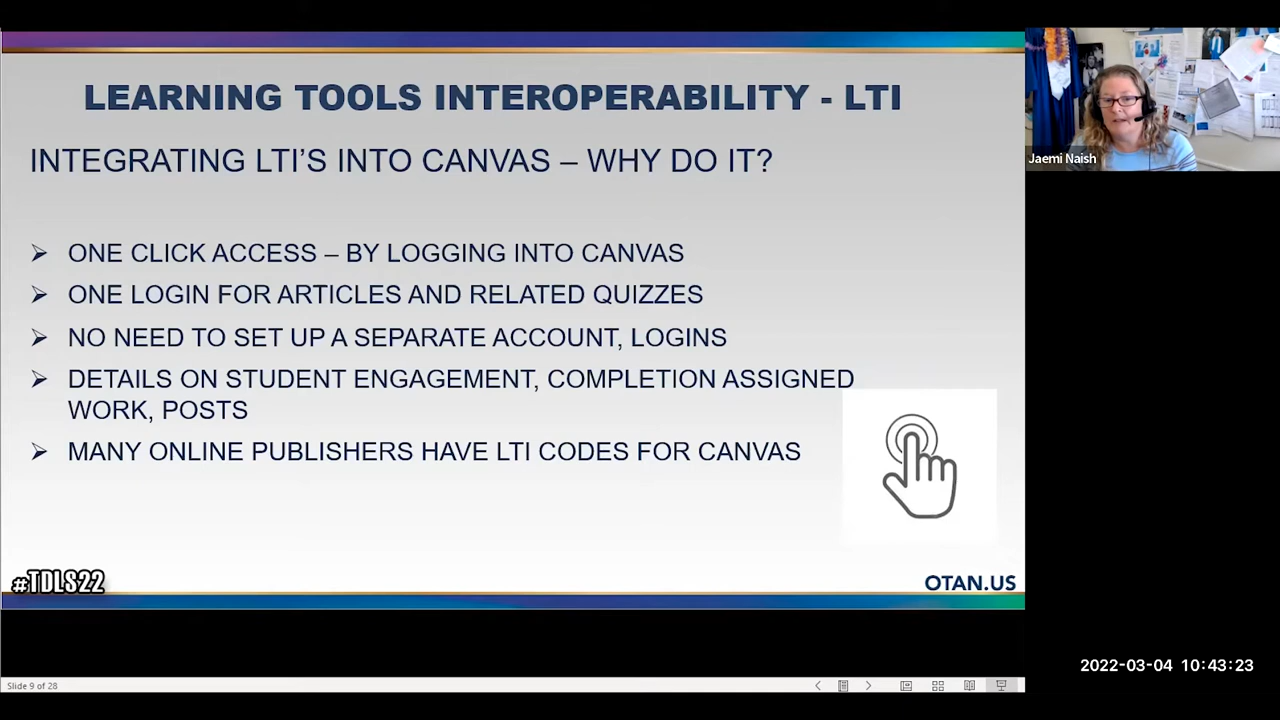 LEARNING TOOLS INTEROPERABILITY - LTI
INTEGRATING LTI'S INTO CANVAS – WHY DO IT?
ONE CLICK ACCESS – BY LOGGING INTO CANVAS
ONE LOGIN FOR ARTICLES AND RELATED QUIZZES
NO NEED TO SET UP A SEPARATE ACCOUNT, LOGINS
DETAILS ON STUDENT ENGAGEMENT, COMPLETION ASSIGNED
WORK, POSTS
MANY ONLINE PUBLISHERS HAVE LTI CODES FOR CANVAS
#TDLS22
OTAN.US
Jaemi Naish
2022-03-04 10:43:23
Slide 9 of 28